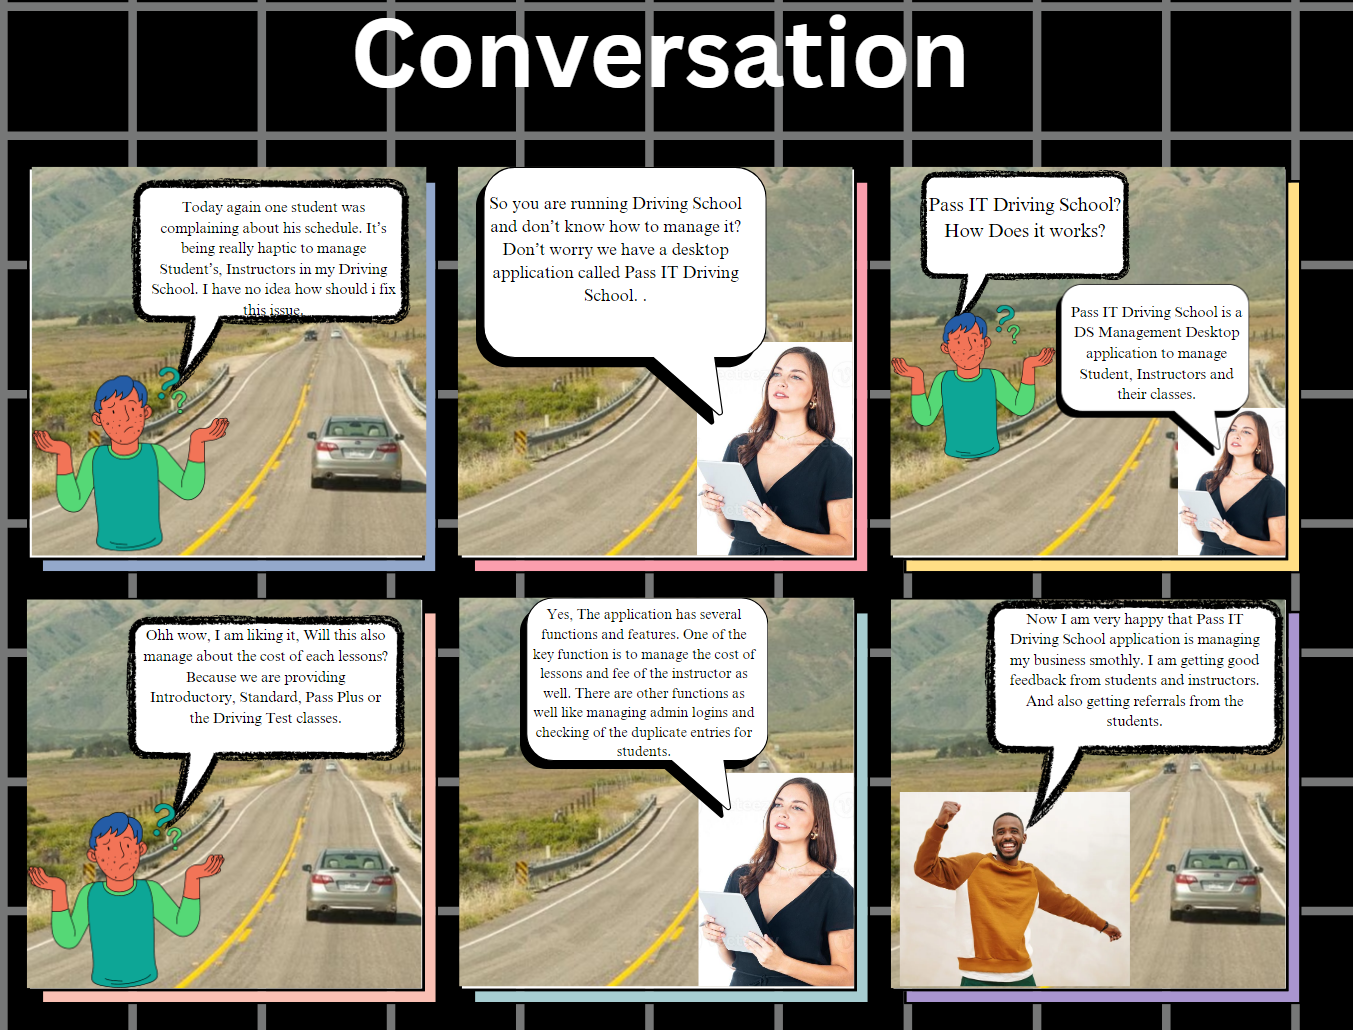 Conversation
Today again one student was
complaining about his schedule. It's
being really haptic to manage
Student's, Instructors in my Driving
School. I have no idea how should i fix
this issue.
So you are running Driving School
and don't know how to manage it?
Don't worry we have a desktop
application called Pass IT Driving
School. .
Pass IT Driving School?
How Does it works?
Pass IT Driving School is a
DS Management Desktop
application to manage
Student, Instructors and
their classes.
Ohh wow, I am liking it, Will this also
manage about the cost of each lessons?
Because we are providing
Introductory, Standard, Pass Plus or
the Driving Test classes.
Yes, The application has several
functions and features. One of the
key function is to manage the cost of
lessons and fee of the instructor as
well. There are other functions as
well like managing admin logins and
checking of the duplicate entries for
students.
Now I am very happy that Pass IT
Driving School application is managing
my business smothly. I am getting good
feedback from students and instructors.
And also getting referrals from the
students.